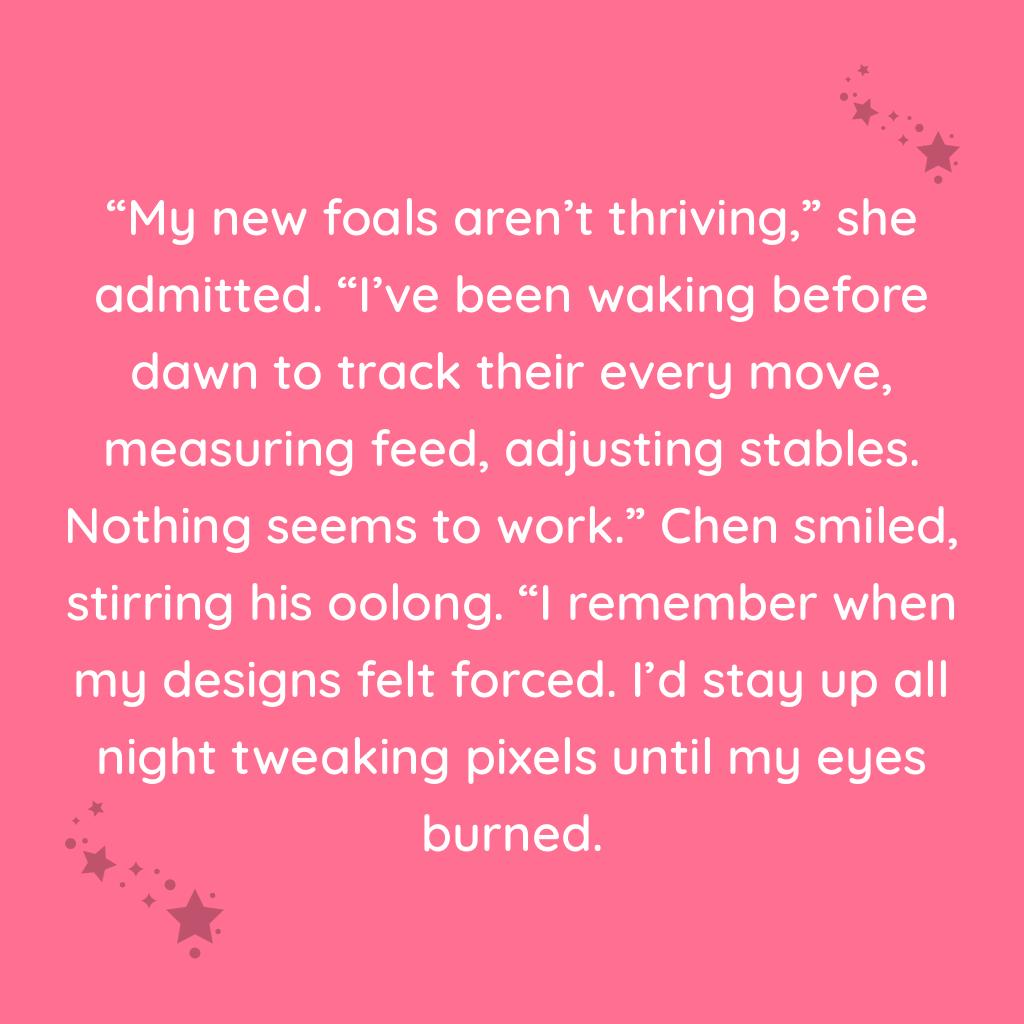 “My new foals aren’t thriving,” she
admitted. “I’ve been waking before
dawn to track their every move,
measuring feed, adjusting stables.
Nothing seems to work.” Chen smiled,
stirring his oolong. “I remember when
my designs felt forced. I’d stay up all
night tweaking pixels until my eyes
burned.